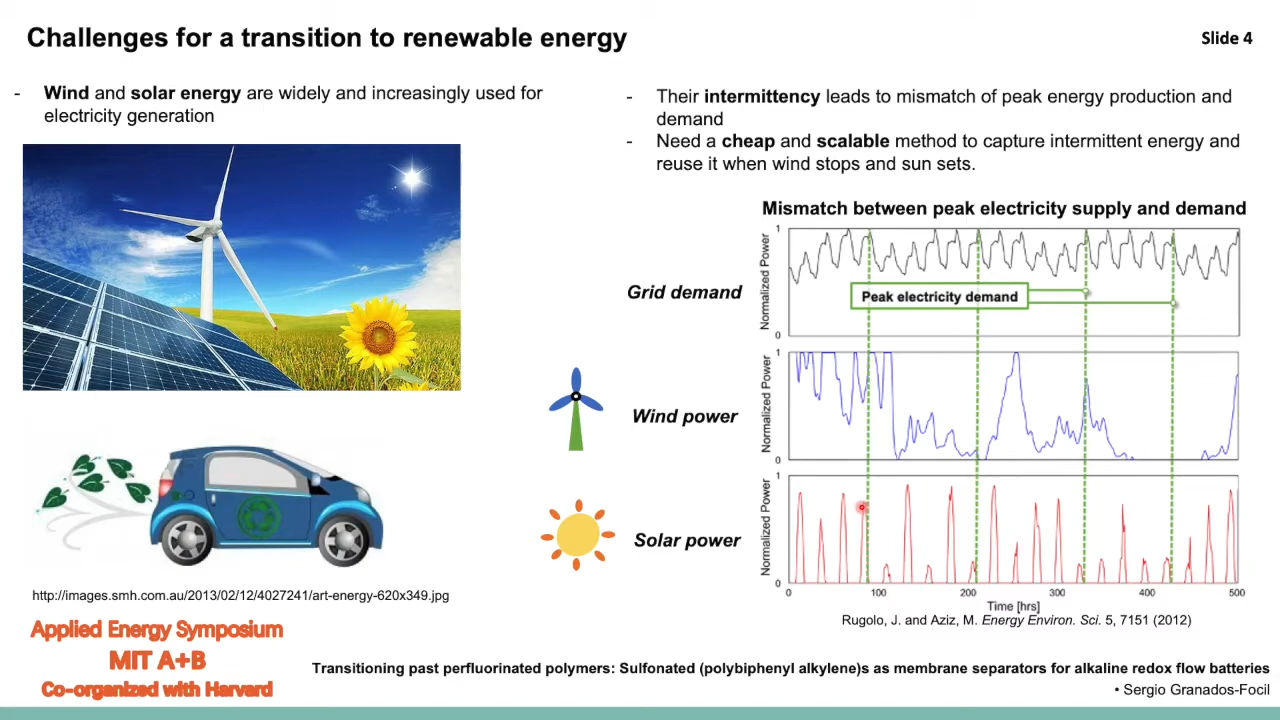 Challenges for a transition to renewable energy
Slide 4
- Wind and solar energy are widely and increasingly used for
electricity generation
- Their intermittency leads to mismatch of peak energy production and
demand
- Need a cheap and scalable method to capture intermittent energy and
reuse it when wind stops and sun sets.
Mismatch between peak electricity supply and demand
Grid demand
Normalized Power
1
0
Peak electricity demand
Wind power
Normalized Power
1
0
Solar power
Normalized Power
1
0
0 100 200 300 400 500
Time [hrs]
Rugolo, J. and Aziz, M. Energy Environ. Sci. 5, 7151 (2012)
http://images.smh.com.au/2013/02/12/4027241/art-energy-620x349.jpg
Applied Energy Symposium
MIT A+B
Co-organized with Harvard
Transitioning past perfluorinated polymers: Sulfonated (polybiphenyl alkylene)s as membrane separators for alkaline redox flow batteries
• Sergio Granados-Focil